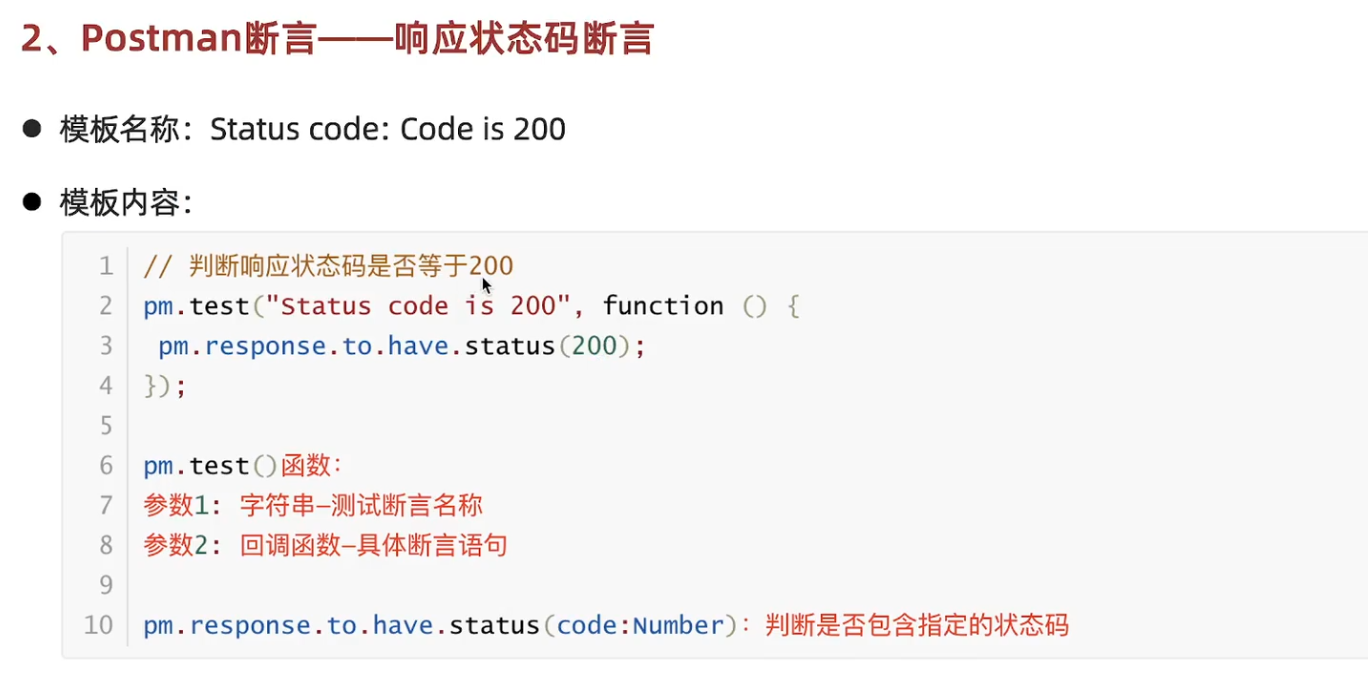 2、Postman断言——响应状态码断言
● 模板名称：Status code: Code is 200
● 模板内容：
1 // 判断响应状态码是否等于200
2 pm.test("Status code is 200", function () {
3 pm.response.to.have.status(200);
4 });
5
6 pm.test()函数：
7 参数1: 字符串—测试断言名称
8 参数2: 回调函数—具体断言语句
9
10 pm.response.to.have.status(code:Number)：判断是否包含指定的状态码